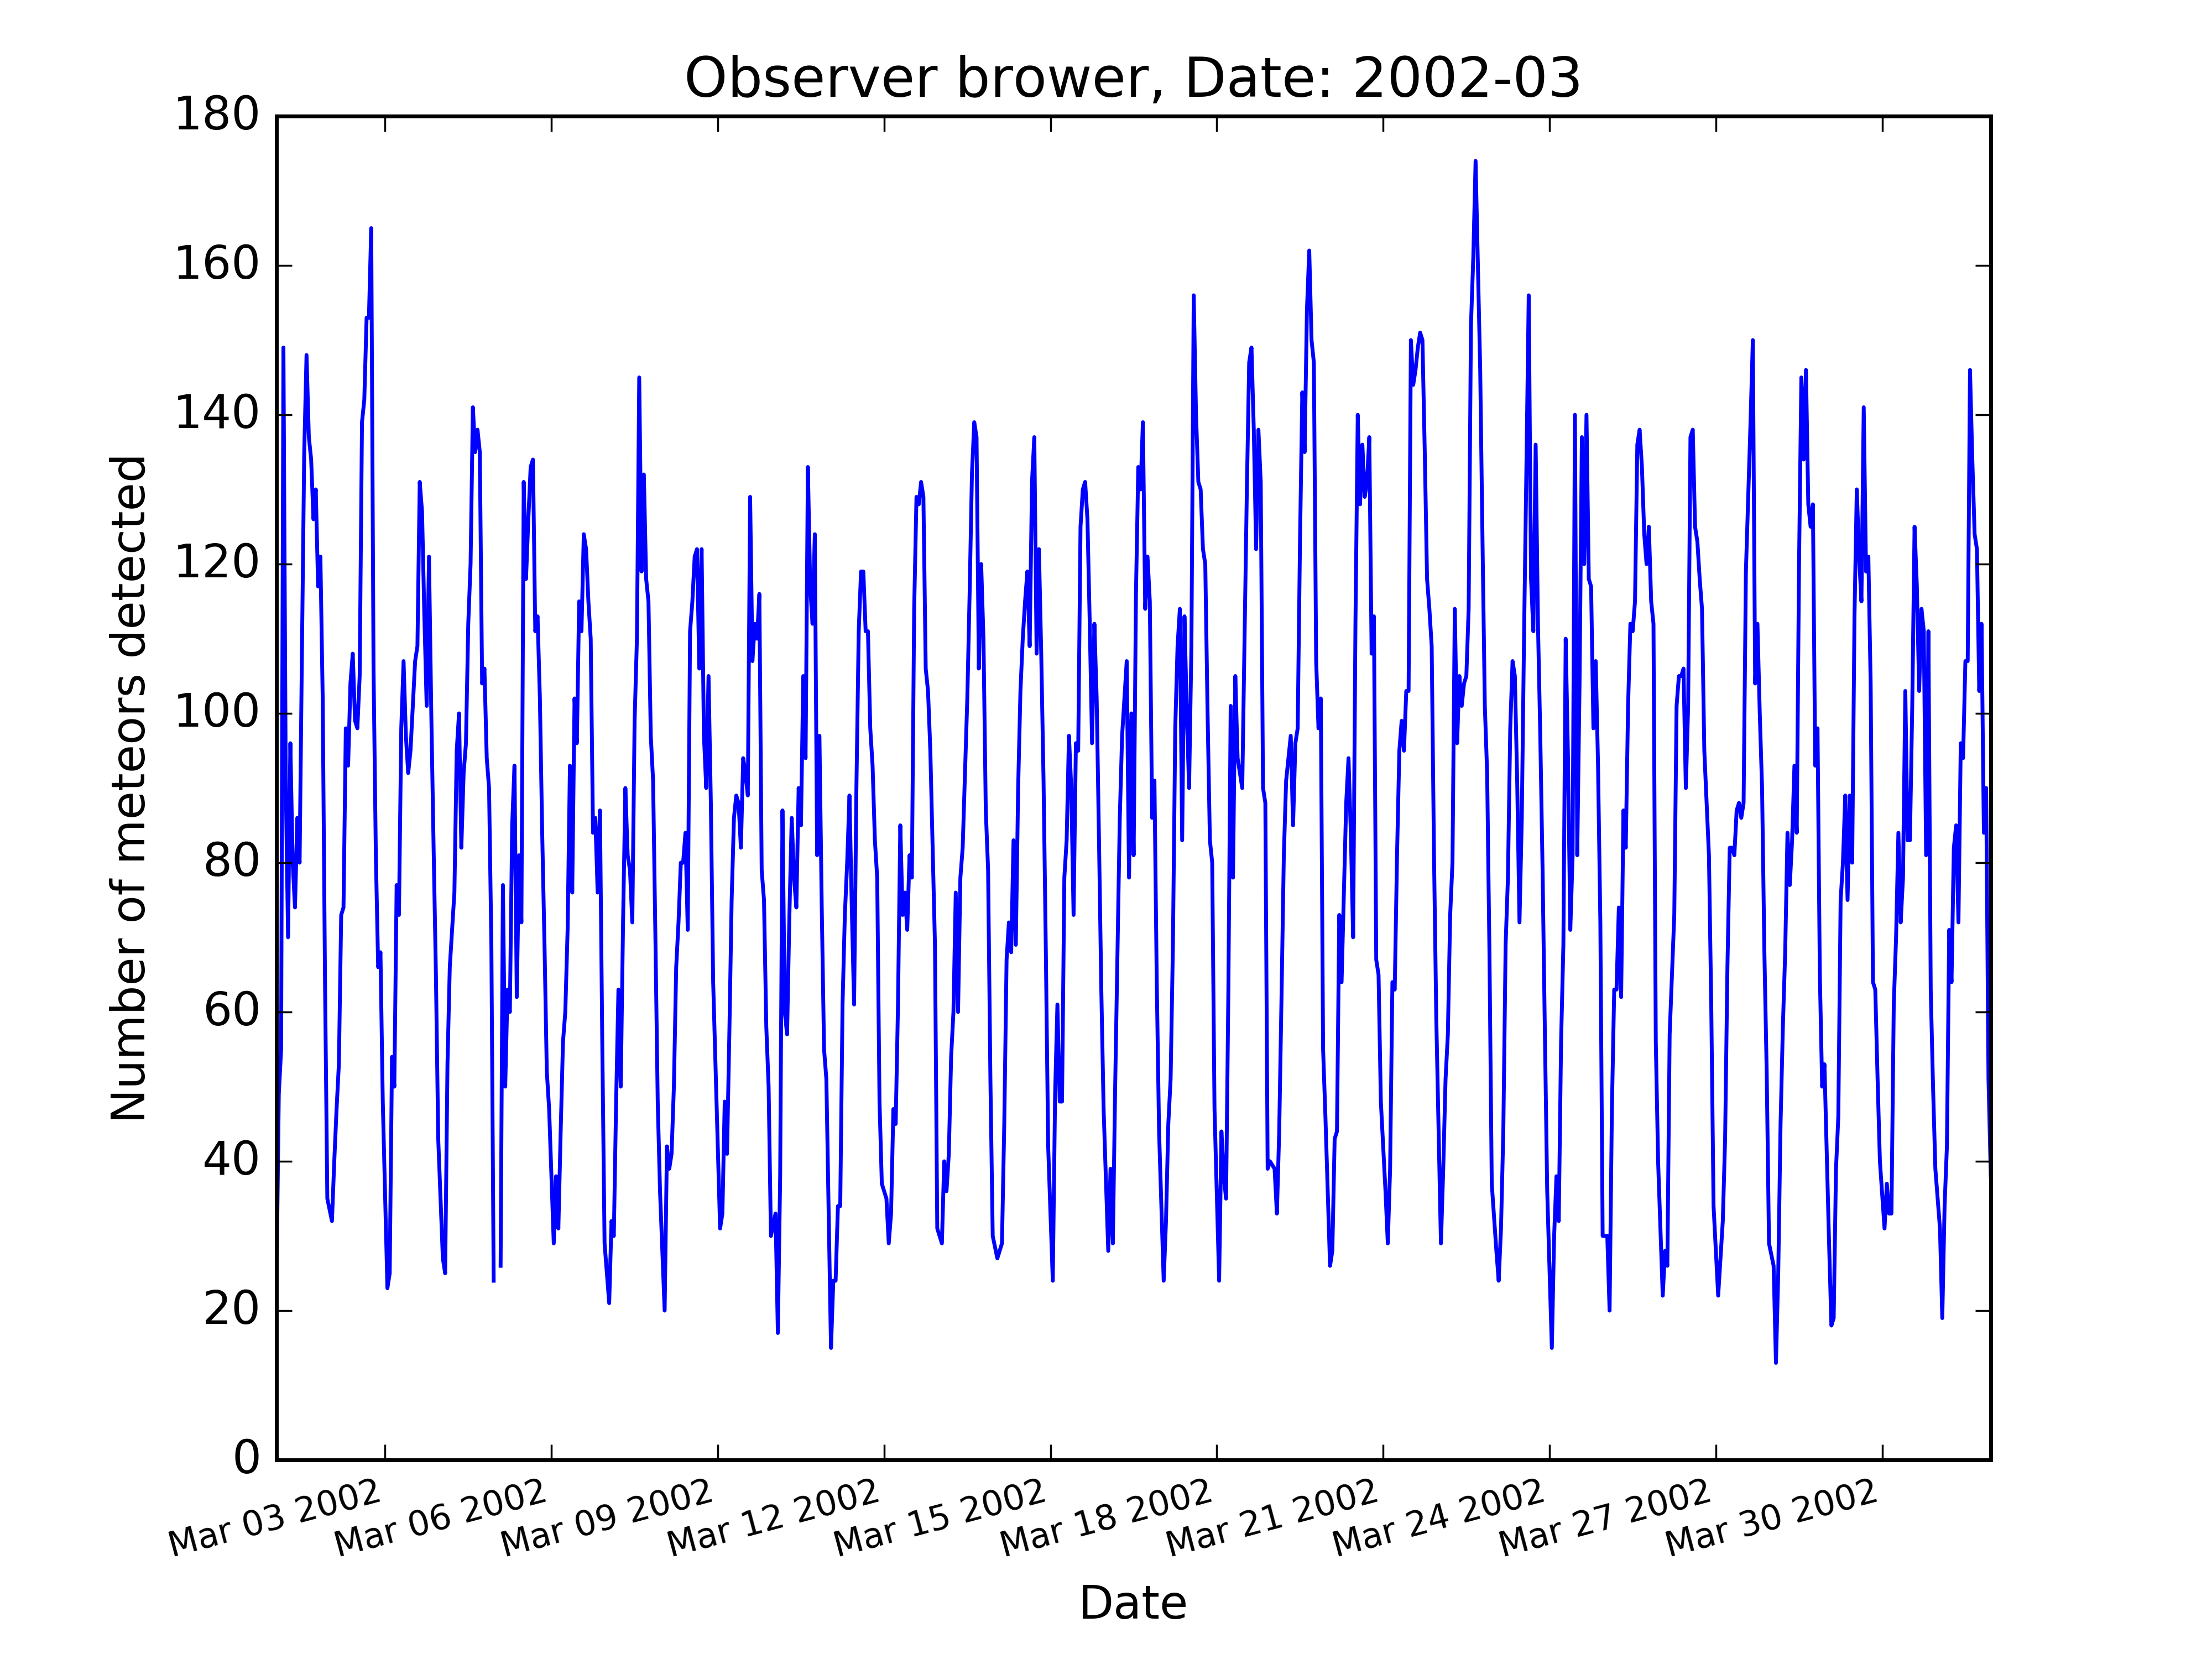 Observer brower, Date: 2002-03
180
160
140
120
100
80
60
40
20
0
Number of meteors detected
Mar 03 2002
Mar 06 2002
Mar 09 2002
Mar 12 2002
Mar 15 2002
Mar 18 2002
Mar 21 2002
Mar 24 2002
Mar 27 2002
Mar 30 2002
Date